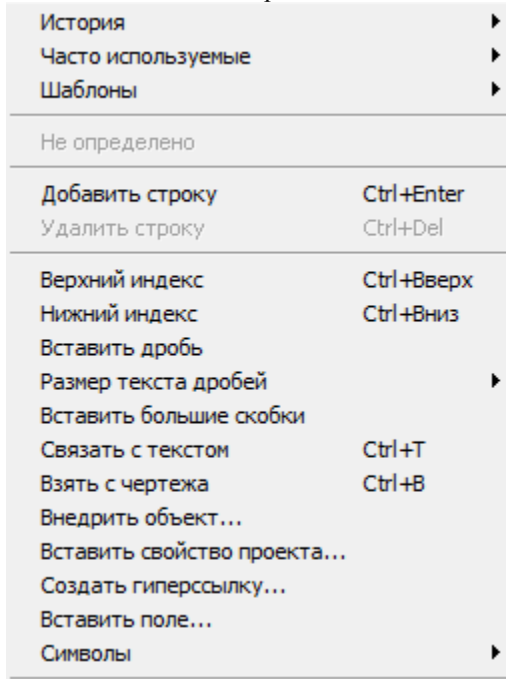 История
Часто используемые
Шаблоны
Не определено
Добавить строку Ctrl+Enter
Удалить строку Ctrl+Del
Верхний индекс Ctrl+Вверх
Нижний индекс Ctrl+Вниз
Вставить дробь
Размер текста дробей
Вставить большие скобки
Связать с текстом Ctrl+T
Взять с чертежа Ctrl+B
Внедрить объект...
Вставить свойство проекта...
Создать гиперссылку...
Вставить поле...
Символы